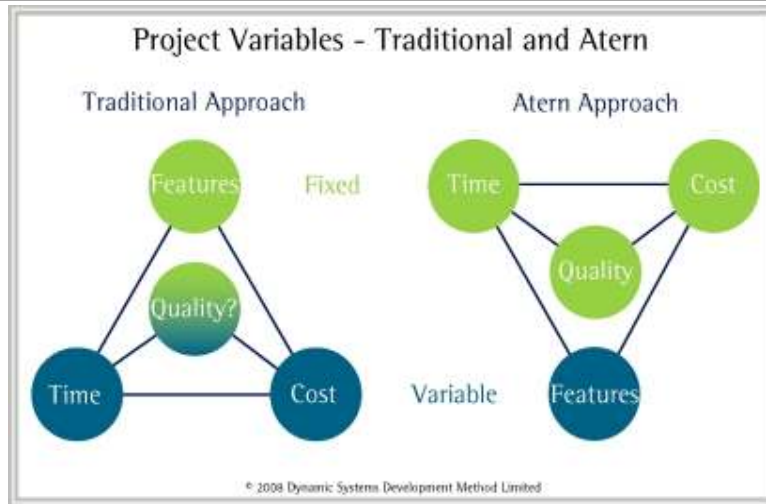 Project Variables - Traditional and Atern
Traditional Approach
Atern Approach
Features
Fixed
Time
Cost
Quality?
Quality
Time
Cost
Variable
Features
© 2008 Dynamic Systems Development Method Limited